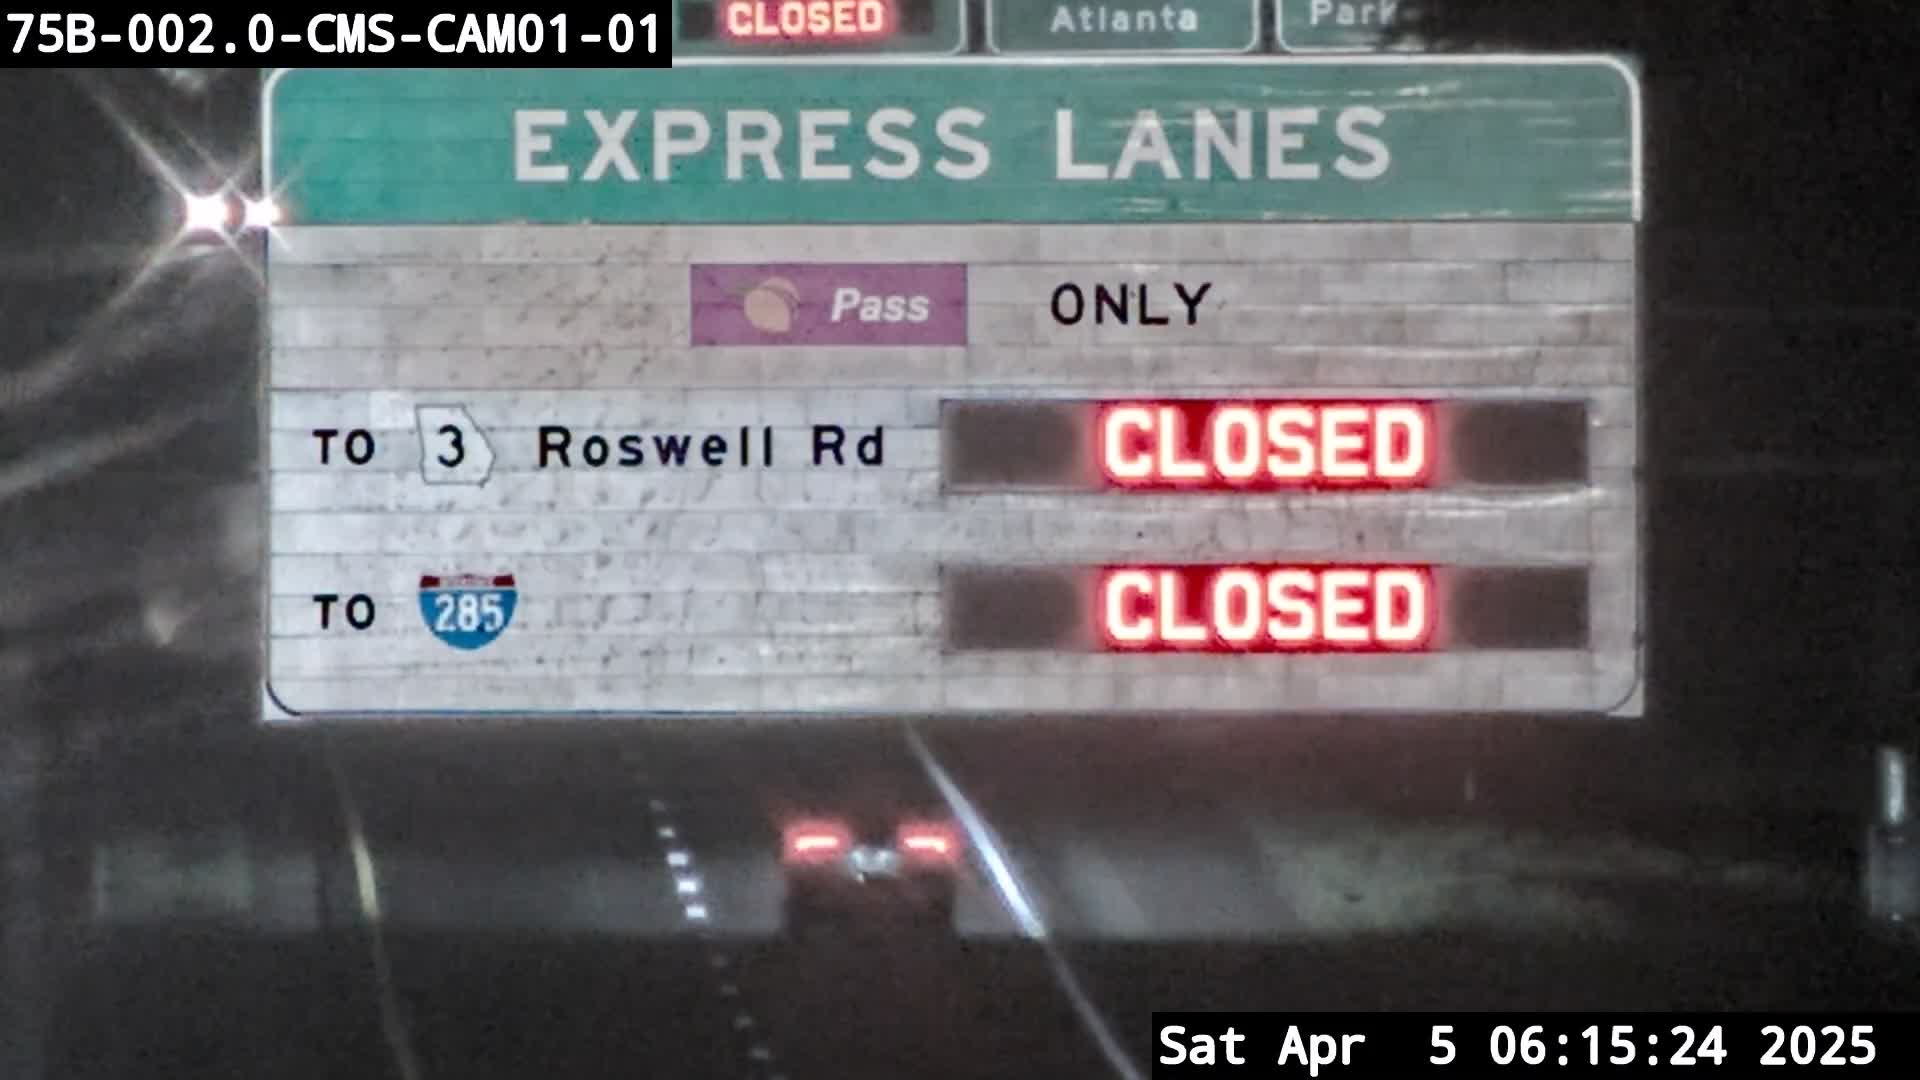 75B-002.0-CMS-CAM01-01
CLOSED
Atlanta
Park
EXPRESS LANES
Pass ONLY
TO 3 Roswell Rd CLOSED
TO 285 CLOSED
Sat Apr 5 06:15:24 2025